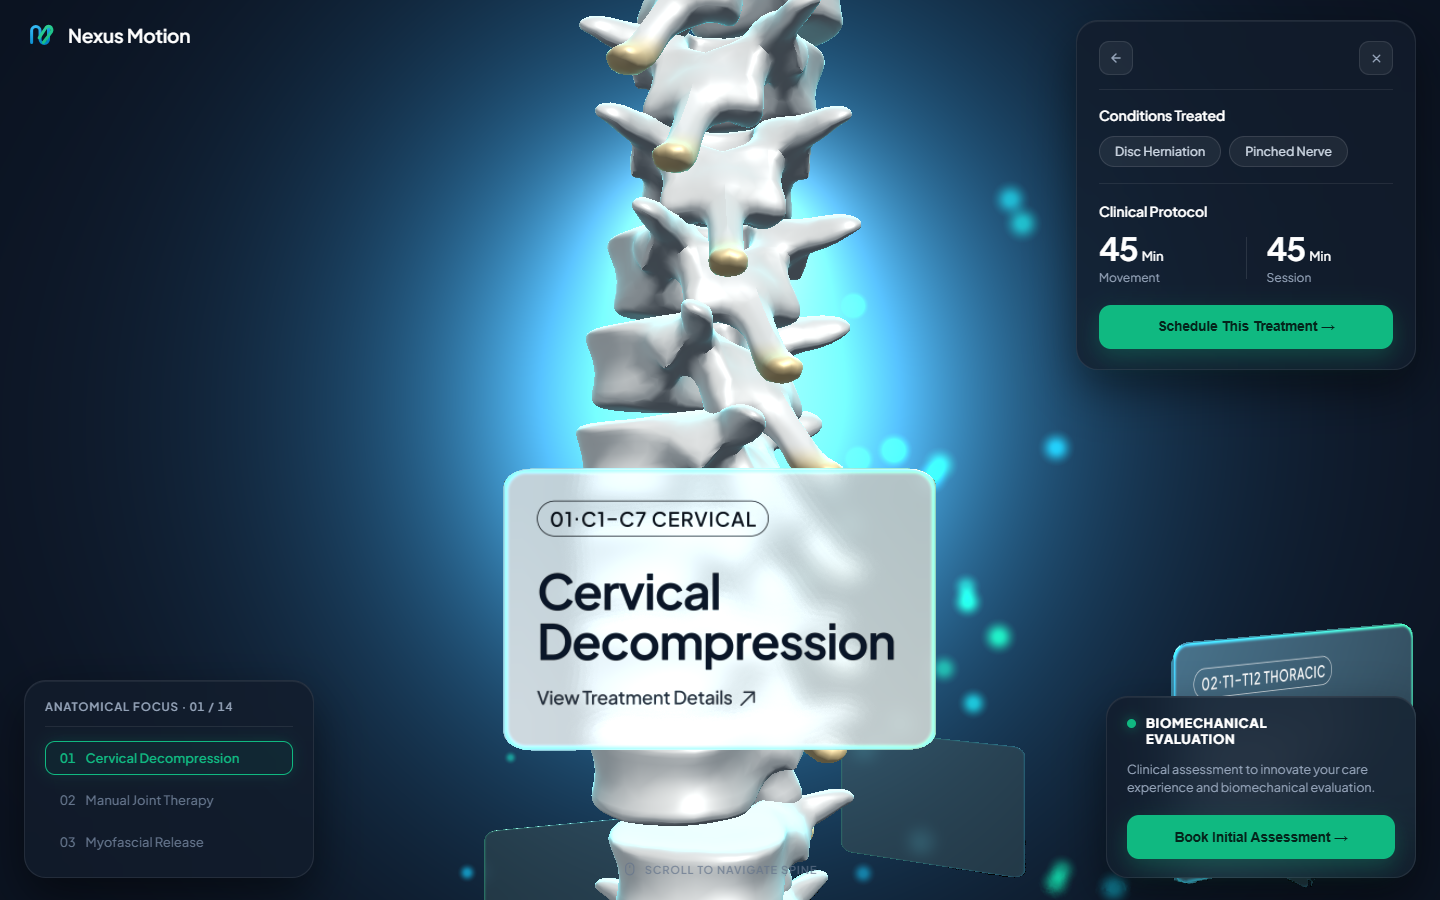 Nexus Motion
Conditions Treated
Disc Herniation
Pinched Nerve
Clinical Protocol
45 Min
Movement
45 Min
Session
Schedule This Treatment →
01·C1–C7 CERVICAL
Cervical
Decompression
View Treatment Details ↗
ANATOMICAL FOCUS · 01 / 14
01 Cervical Decompression
02 Manual Joint Therapy
03 Myofascial Release
SCROLL TO NAVIGATE SPINE
02·T1–T12 THORACIC
BIOMECHANICAL
EVALUATION
Clinical assessment to innovate your care
experience and biomechanical evaluation.
Book Initial Assessment →